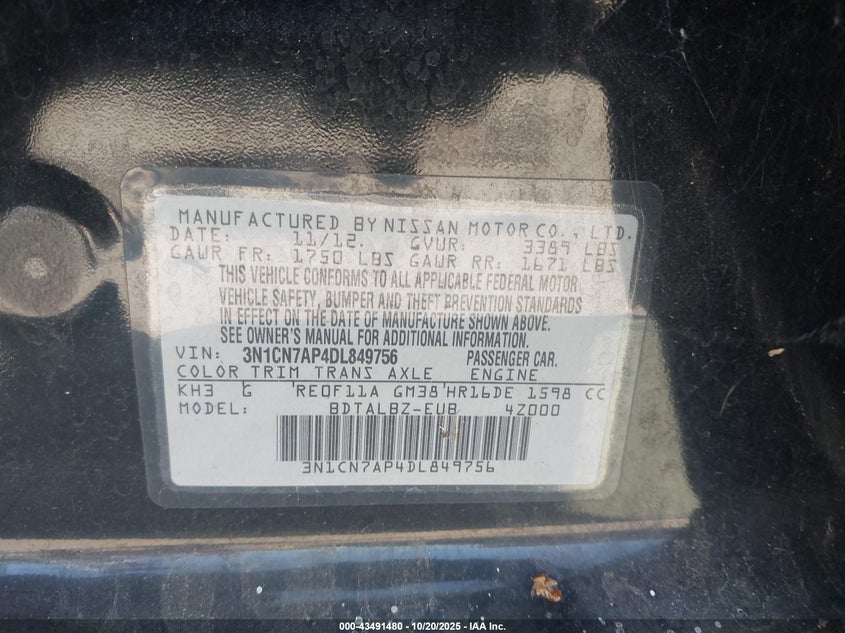 MANUFACTURED BY NISSAN MOTOR CO., LTD.
DATE: 11/12. GVWR: 3389 LBS
GAWR FR: 1750 LBS GAWR RR: 1671 LBS
THIS VEHICLE CONFORMS TO ALL APPLICABLE FEDERAL MOTOR
VEHICLE SAFETY, BUMPER AND THEFT PREVENTION STANDARDS
IN EFFECT ON THE DATE OF MANUFACTURE SHOWN ABOVE.
SEE OWNER'S MANUAL FOR ADDITIONAL INFORMATION.
VIN: 3N1CN7AP4DL849756 PASSENGER CAR.
COLOR TRIM TRANS AXLE ENGINE
KH3 G RE0F11A GM38 HR16DE 1598 CC
MODEL: BDTALBZ-EUB 4Z000
3N1CN7AP4DL849756
000-43491480 - 10/20/2025 - IAA Inc.